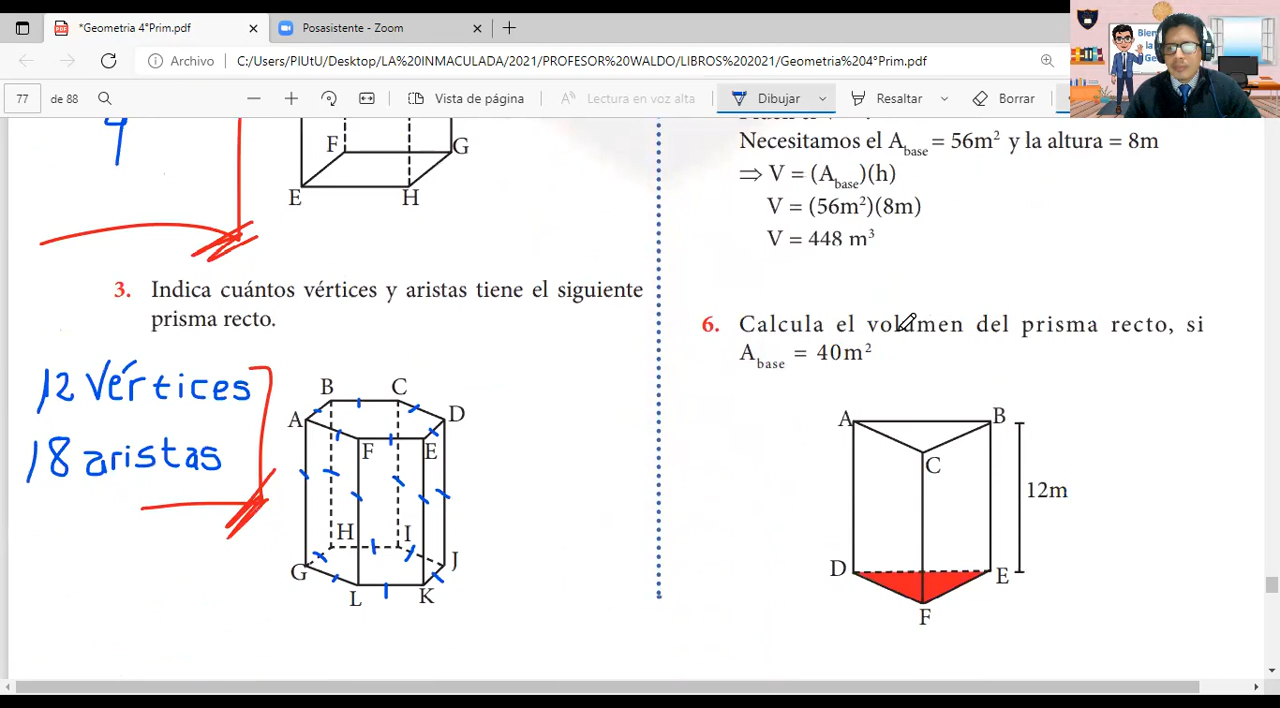 *Geometria 4°Prim.pdf
Posasistente - Zoom
Archivo
C:/Users/PIUtU/Desktop/LA%20INMACULADA/2021/PROFESOR%20WALDO/LIBROS%202021/Geometria%204°Prim.pdf
77 de 88
Vista de página
Lectura en voz alta
Dibujar
Resaltar
Borrar
F
G
E
H
3. Indica cuántos vértices y aristas tiene el siguiente
prisma recto.
12 Vértices
18 aristas
B
C
A
D
F
E
H
I
G
J
L
K
Necesitamos el A base = 56m² y la altura = 8m
⇒ V = (A base)(h)
V = (56m²)(8m)
V = 448 m³
6. Calcula el volumen del prisma recto, si
A base = 40m²
A
B
C
12m
D
E
F